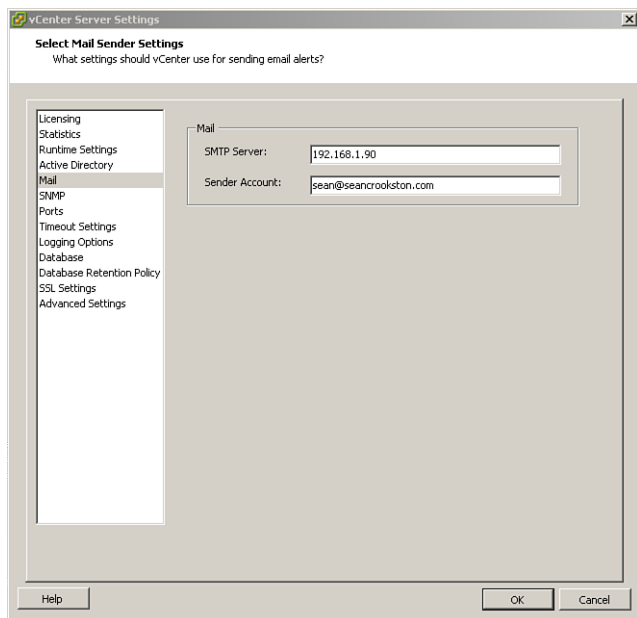 vCenter Server Settings
Select Mail Sender Settings
What settings should vCenter use for sending email alerts?
Licensing
Statistics
Runtime Settings
Active Directory
Mail
SNMP
Ports
Timeout Settings
Logging Options
Database
Database Retention Policy
SSL Settings
Advanced Settings
Mail
SMTP Server:
192.168.1.90
Sender Account:
sean@seancrookston.com
Help
OK
Cancel